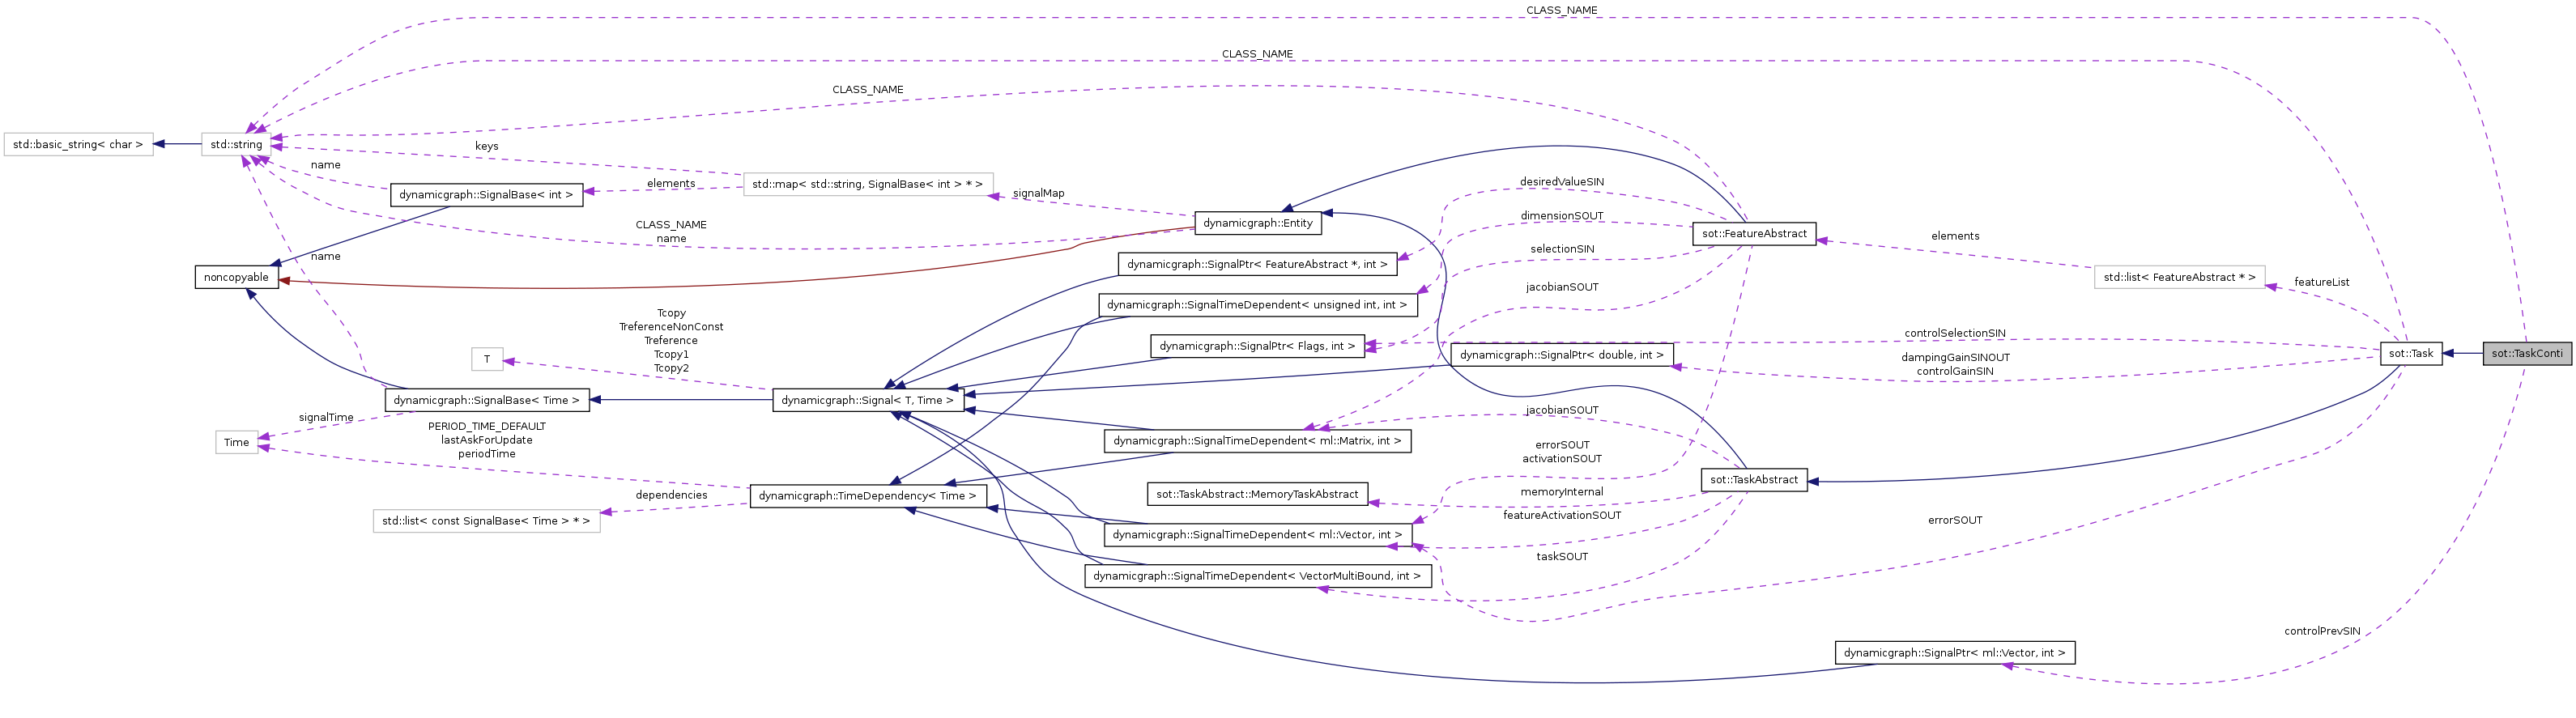 CLASS_NAME
CLASS_NAME
CLASS_NAME
std::basic_string< char >
std::string
keys
name
elements
std::map< std::string, SignalBase< int > * >
signalMap
desiredValueSIN
dynamicgraph::SignalBase< int >
CLASS_NAME
name
dynamicgraph::Entity
dimensionSOUT
sot::FeatureAbstract
elements
selectionSIN
name
noncopyable
dynamicgraph::SignalPtr< FeatureAbstract *, int >
std::list< FeatureAbstract * >
featureList
jacobianSOUT
dynamicgraph::SignalTimeDependent< unsigned int, int >
Tcopy
TreferenceNonConst
Treference
Tcopy1
Tcopy2
T
dynamicgraph::SignalPtr< Flags, int >
dynamicgraph::SignalPtr< double, int >
controlSelectionSIN
dampingGainSINOUT
controlGainSIN
sot::Task
sot::TaskConti
dynamicgraph::SignalBase< Time >
dynamicgraph::Signal< T, Time >
signalTime
Time
PERIOD_TIME_DEFAULT
lastAskForUpdate
periodTime
jacobianSOUT
dynamicgraph::SignalTimeDependent< ml::Matrix, int >
errorSOUT
activationSOUT
sot::TaskAbstract
dependencies
dynamicgraph::TimeDependency< Time >
sot::TaskAbstract::MemoryTaskAbstract
memoryInternal
std::list< const SignalBase< Time > * >
featureActivationSOUT
errorSOUT
dynamicgraph::SignalTimeDependent< ml::Vector, int >
taskSOUT
dynamicgraph::SignalTimeDependent< VectorMultiBound, int >
controlPrevSIN
dynamicgraph::SignalPtr< ml::Vector, int >